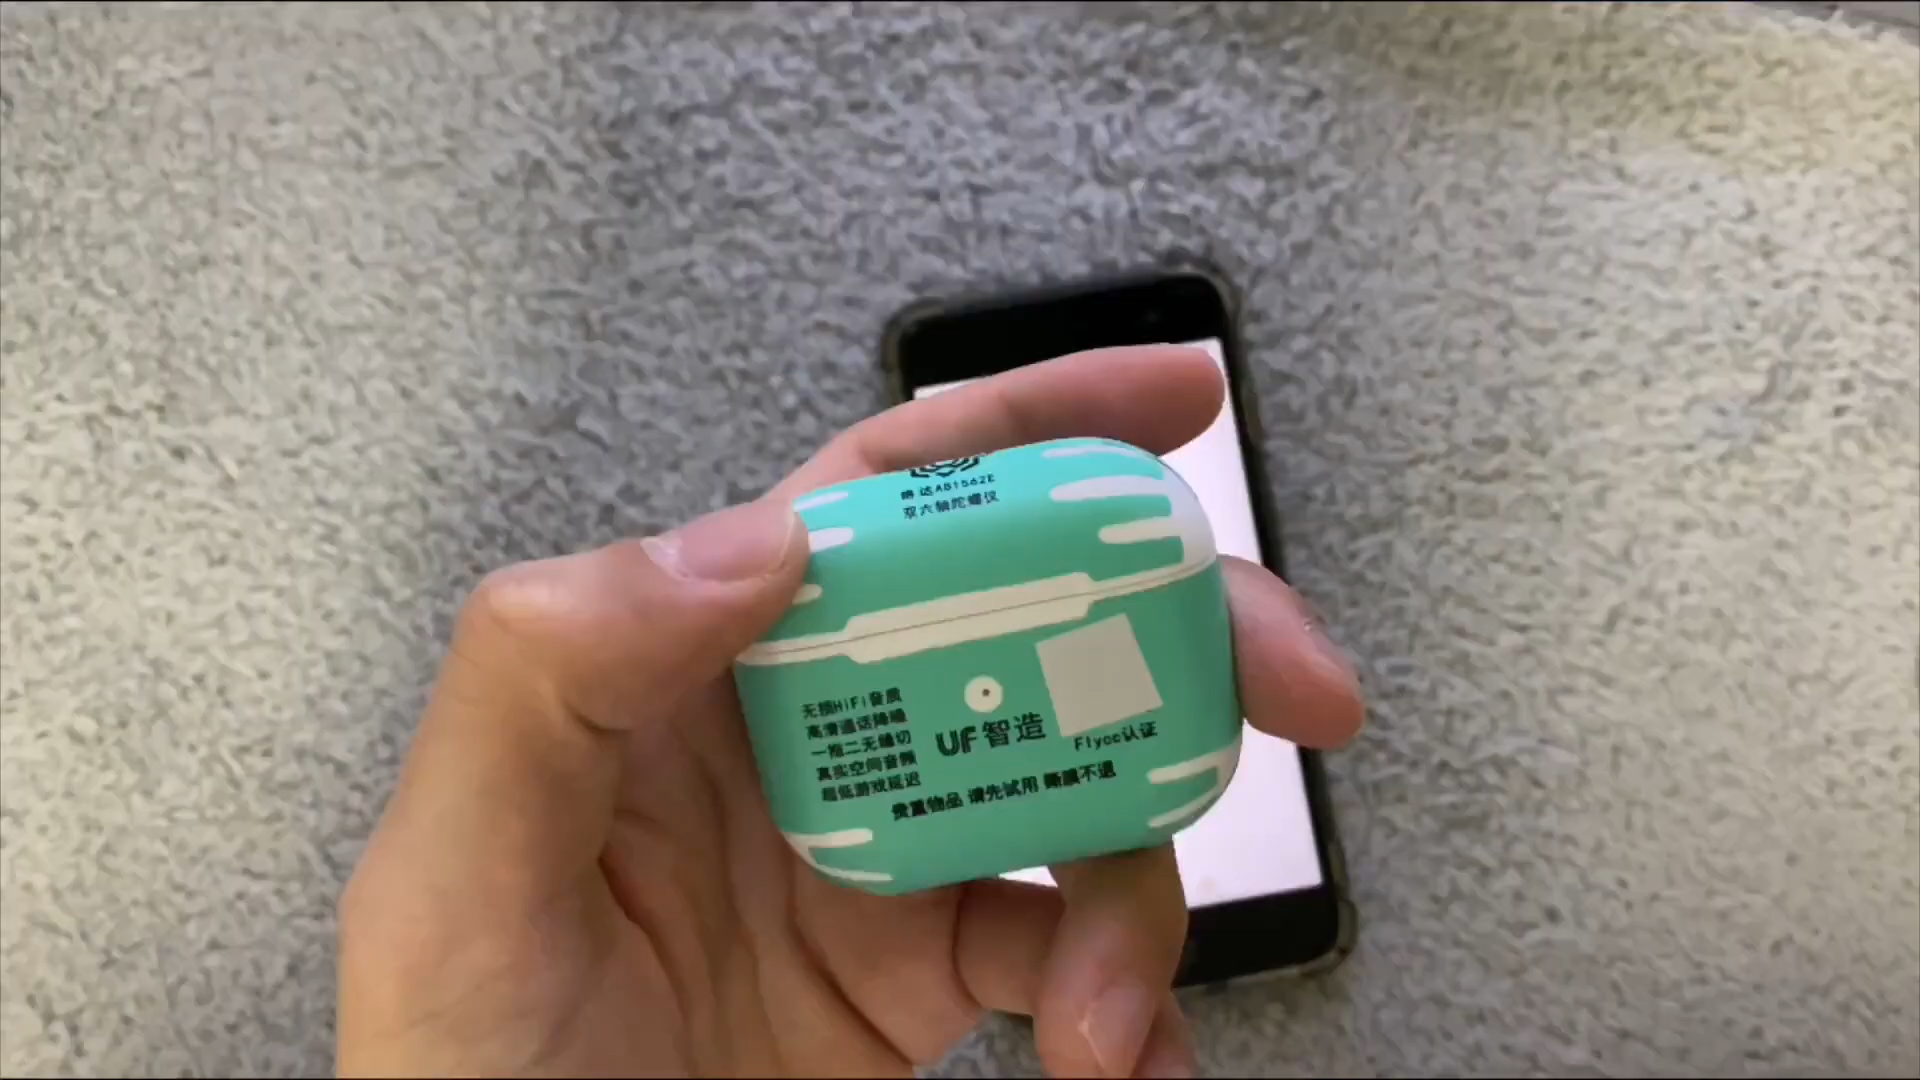 珞达AB1562E
双六轴陀螺仪
无损HiFi音质
高清通话降噪
一拖二无缝切
真实空间音频
超低游戏延迟
UF智造
Flycc认证
贵重物品 请先试用 撕膜不退